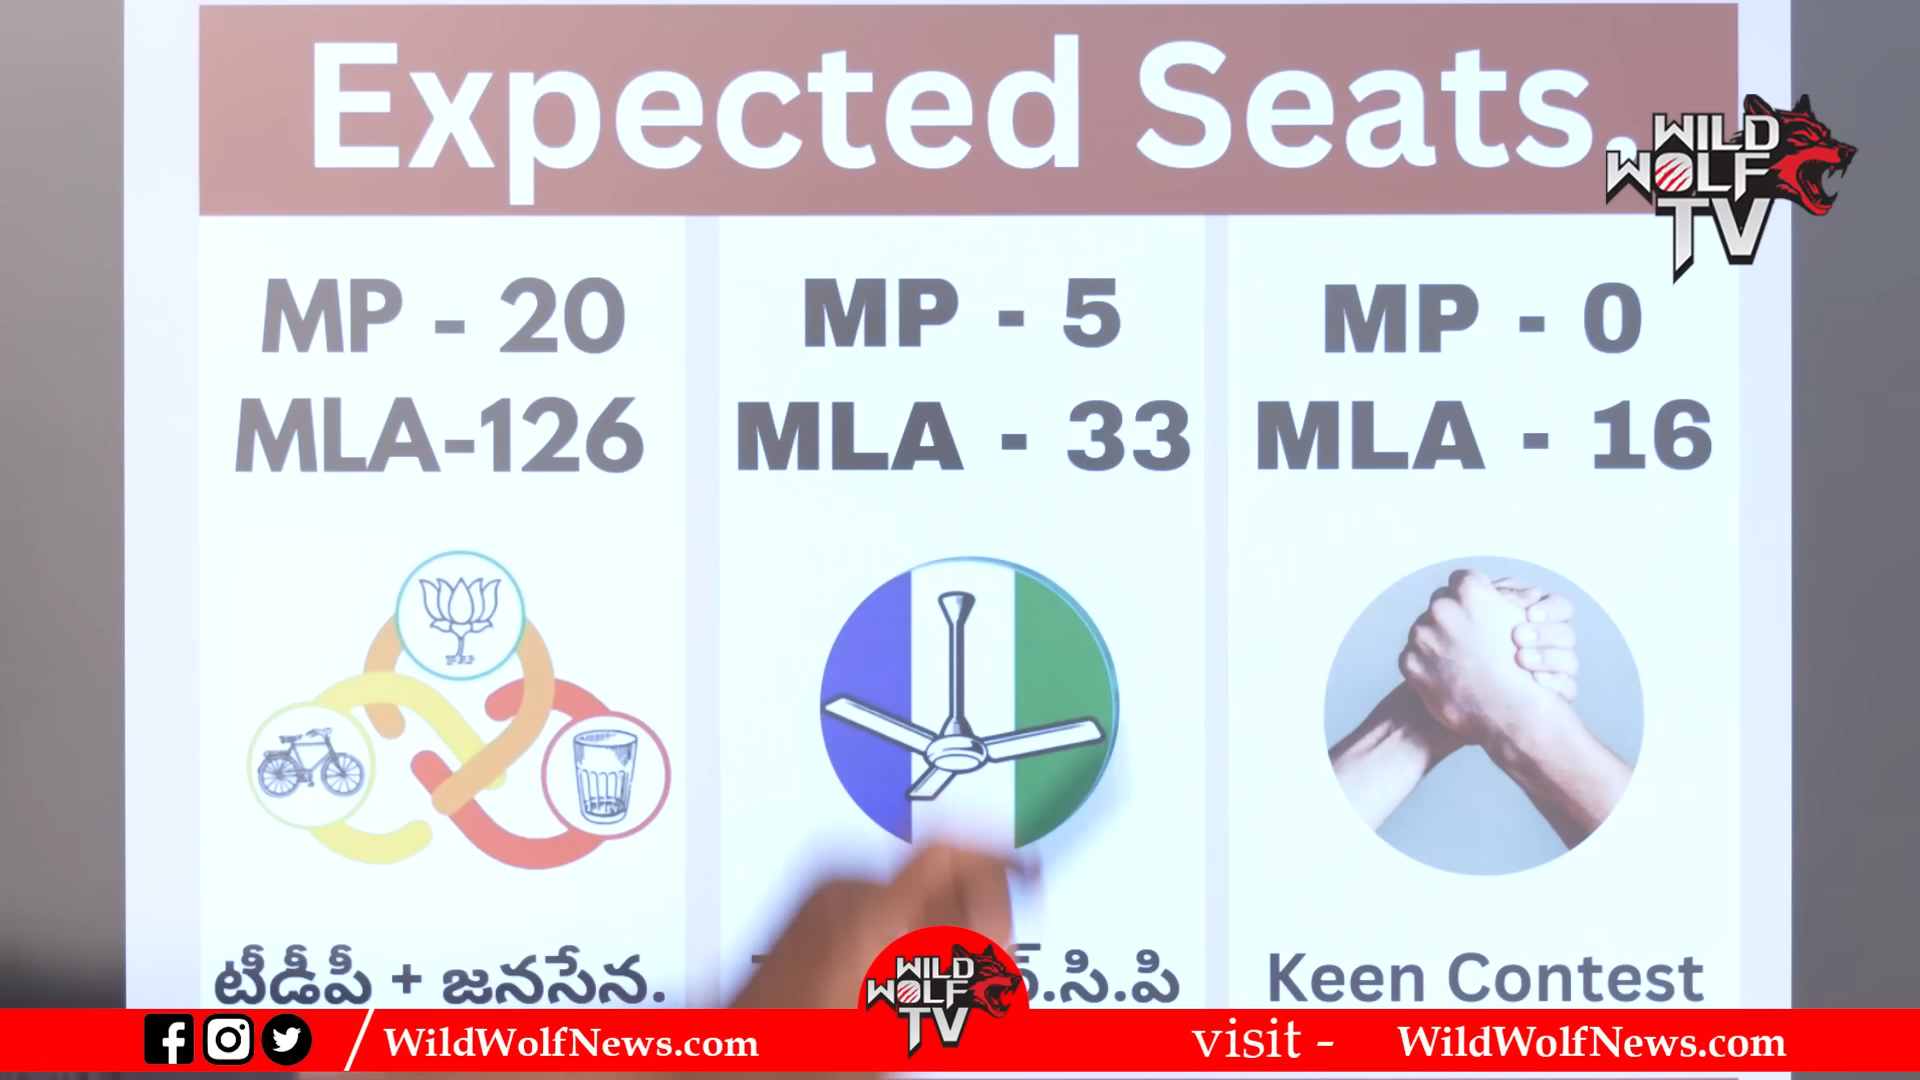 Expected Seats.
WILD
WOLF
TV
MP - 20
MLA-126
MP - 5
MLA - 33
MP - 0
MLA - 16
టీడీపీ + జనసేన.
.సి.పి
Keen Contest
WILD
WOLF
TV
WildWolfNews.com
visit - WildWolfNews.com